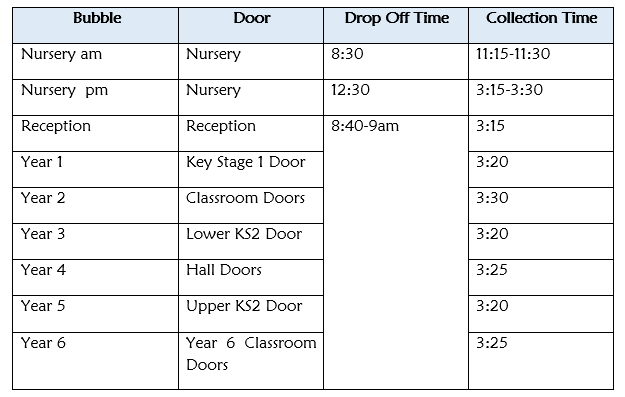 Bubble Door Drop Off Time Collection Time
Nursery am Nursery 8:30 11:15-11:30
Nursery pm Nursery 12:30 3:15-3:30
Reception Reception 8:40-9am 3:15
Year 1 Key Stage 1 Door 3:20
Year 2 Classroom Doors 3:30
Year 3 Lower KS2 Door 3:20
Year 4 Hall Doors 3:25
Year 5 Upper KS2 Door 3:20
Year 6 Year 6 Classroom 3:25
Doors